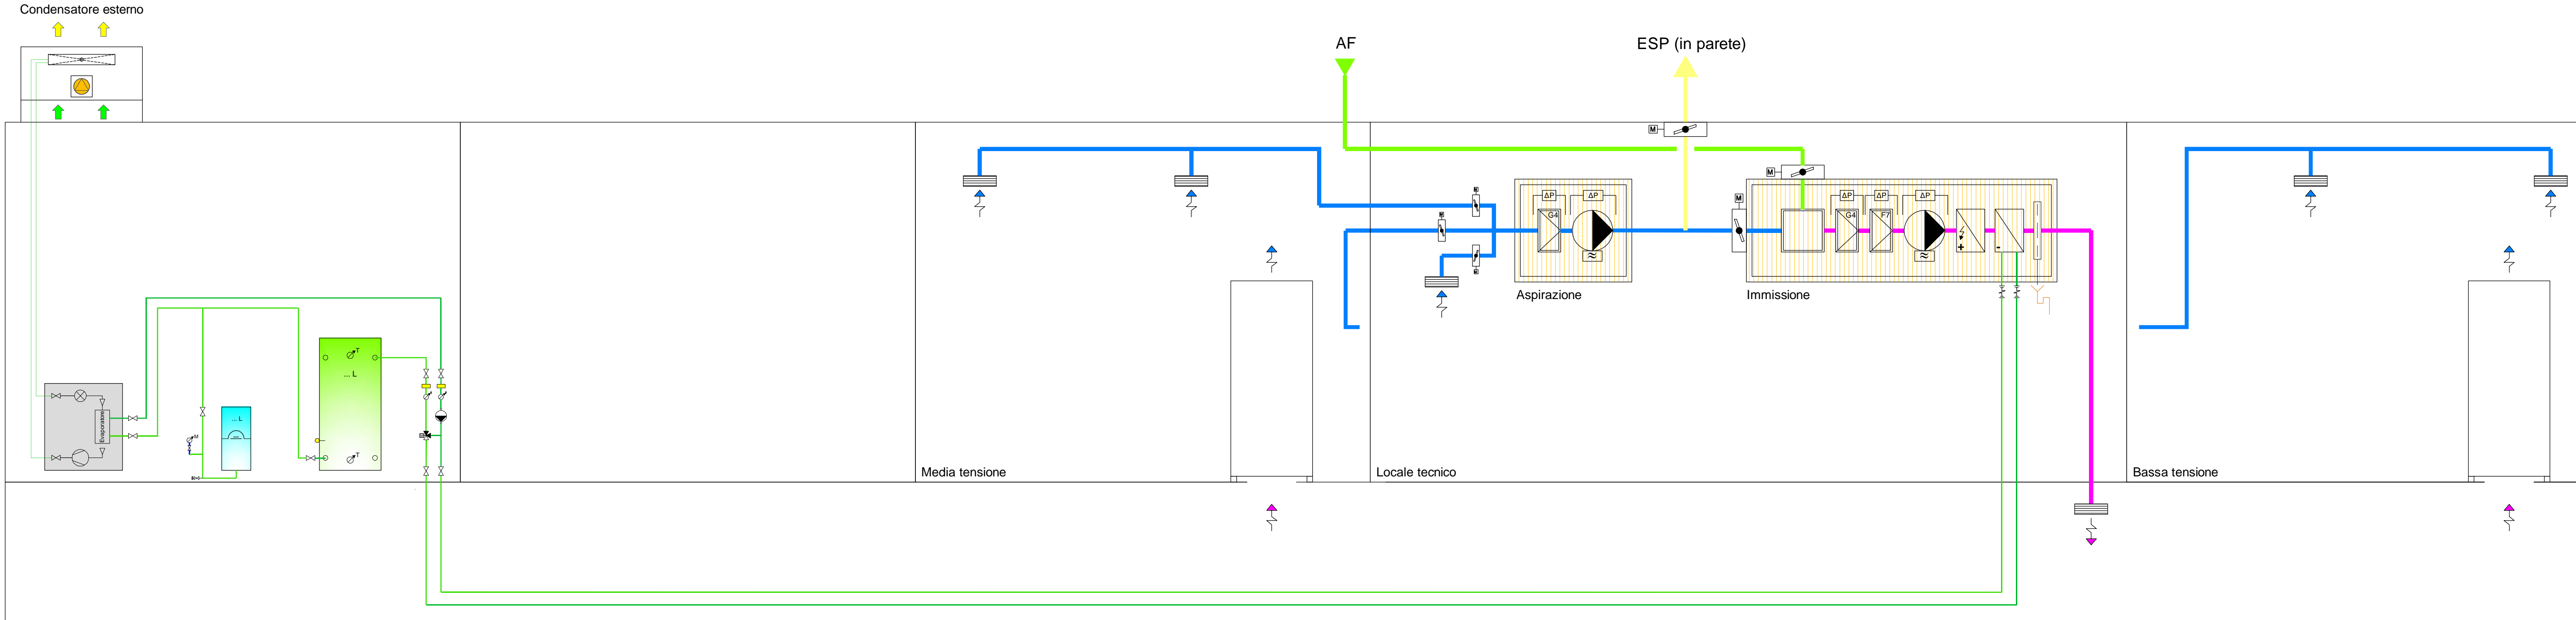 Condensatore esterno
AF
ESP (in parete)
M
M
M
ΔP
ΔP
ΔP
ΔP
ΔP
G4
G4
F7
≈
≈
+
-
Aspirazione
Immissione
T
... L
Evaporatore
... L
M
T
Media tensione
Locale tecnico
Bassa tensione